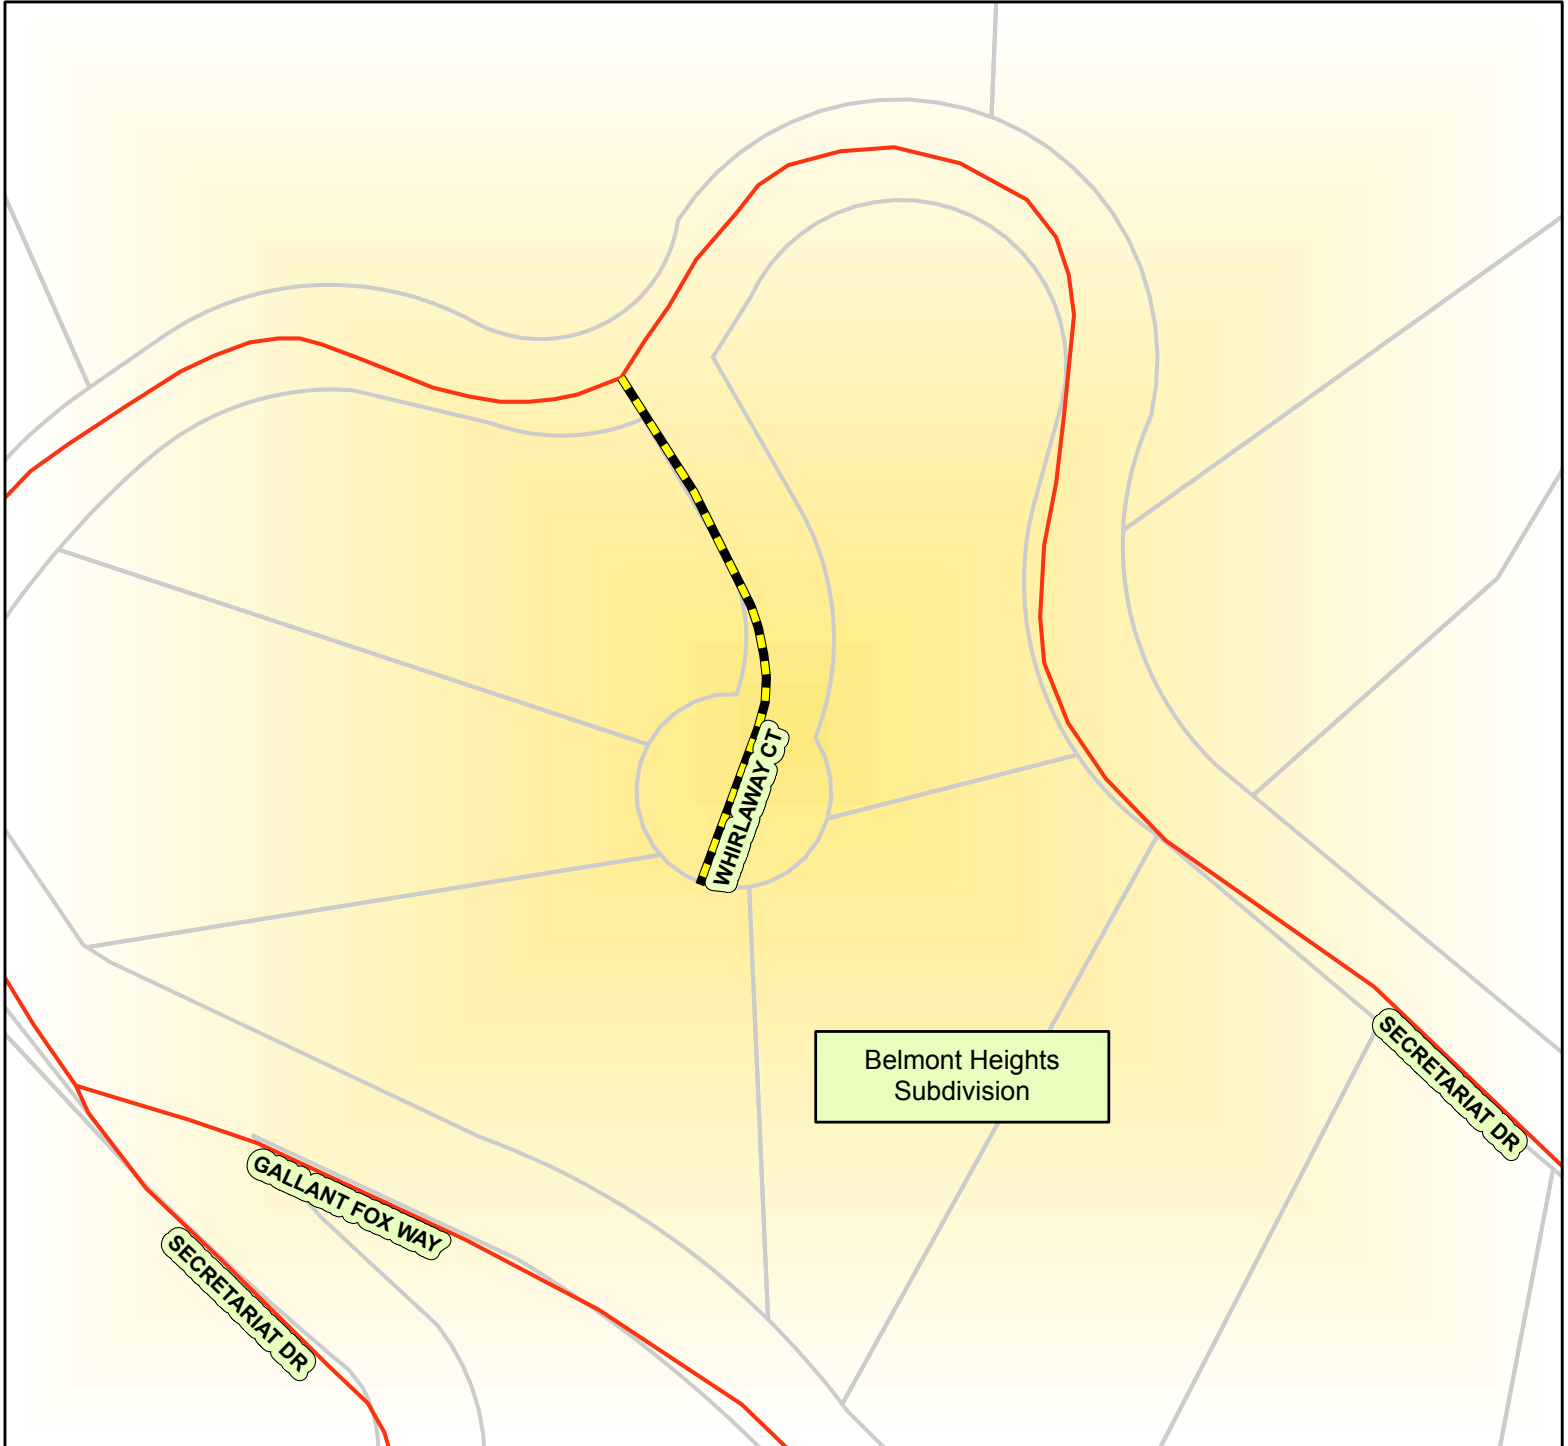 WHIRLAWAY CT
Belmont Heights
Subdivision
SECRETARIAT DR
GALLANT FOX WAY
SECRETARIAT DR